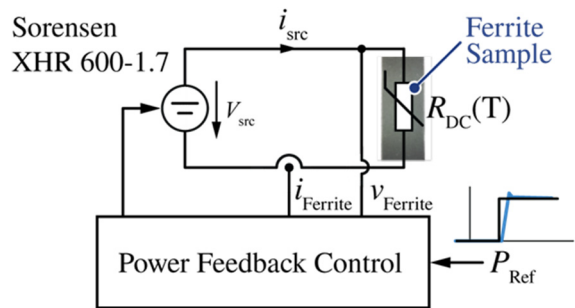 Sorensen
XHR 600-1.7
i_src
Ferrite
Sample
V_src
R_DC(T)
i_Ferrite
v_Ferrite
Power Feedback Control
P_Ref